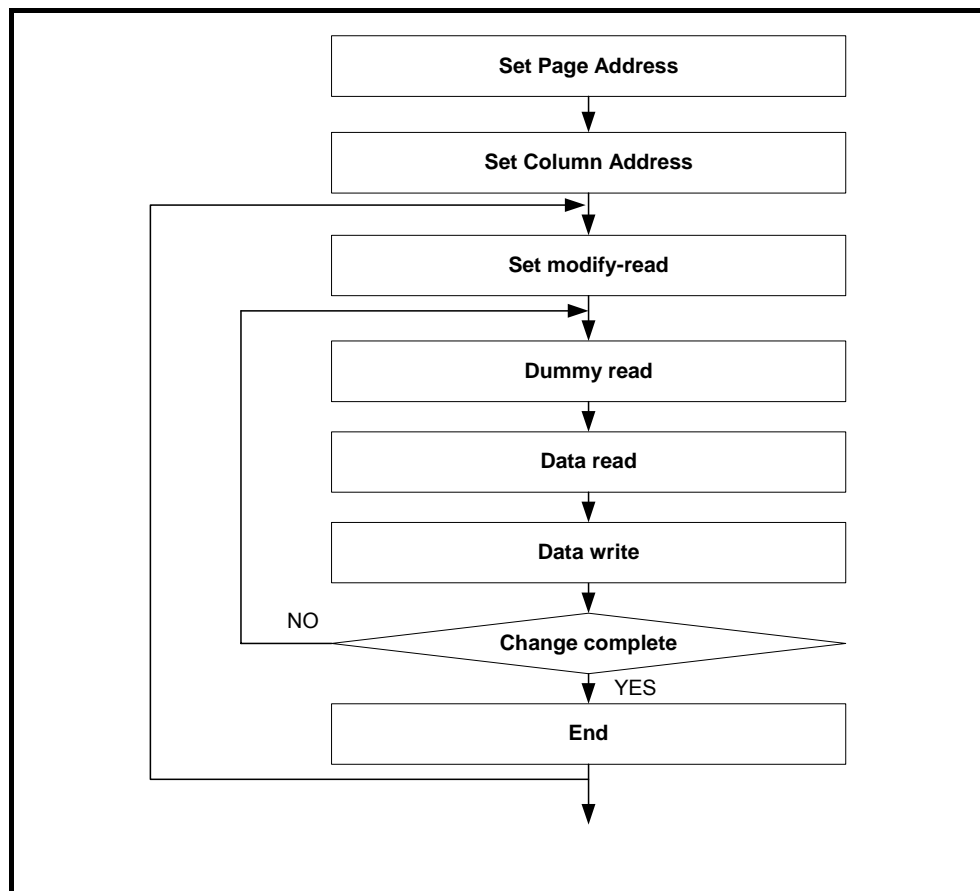 Set Page Address
Set Column Address
Set modify-read
Dummy read
Data read
Data write
NO
Change complete
YES
End